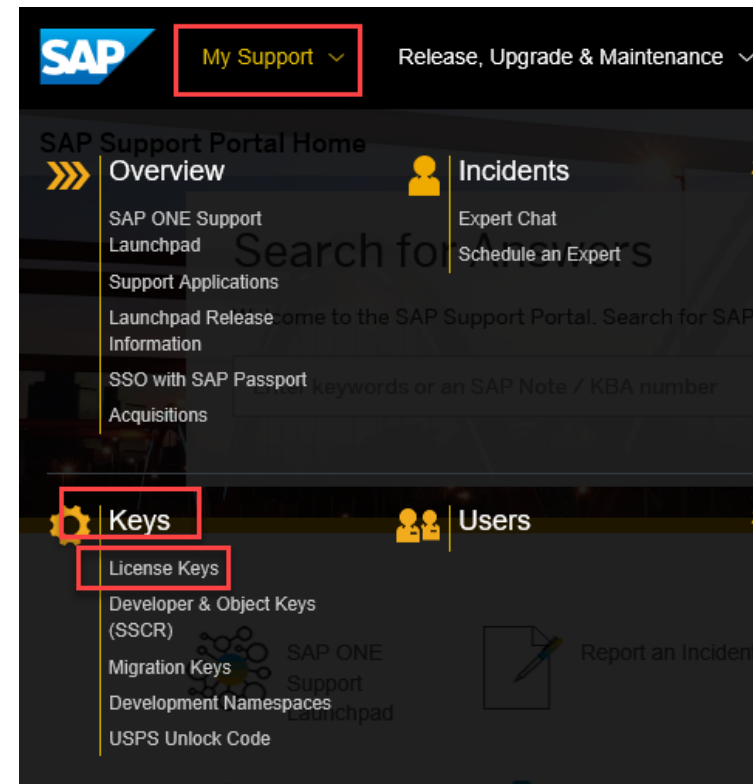 SAP
My Support
Release, Upgrade & Maintenance
SAP Support Portal Home
Overview
SAP ONE Support
Launchpad
Support Applications
Launchpad Release
Information
SSO with SAP Passport
Acquisitions
Incidents
Expert Chat
Schedule an Expert
Search for Answers
Welcome to the SAP Support Portal. Search for SAP
Enter keywords or an SAP Note / KBA number
Keys
License Keys
Developer & Object Keys
(SSCR)
Migration Keys
Development Namespaces
USPS Unlock Code
Users
SAP ONE
Support
Launchpad
Report an Inciden